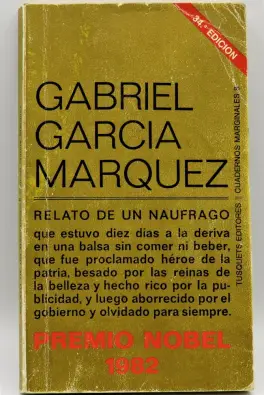 34.ª EDICION
GABRIEL
GARCIA
MARQUEZ
RELATO DE UN NAUFRAGO
que estuvo diez días a la deriva
en una balsa sin comer ni beber,
que fue proclamado héroe de la
patria, besado por las reinas de
la belleza y hecho rico por la pu-
blicidad, y luego aborrecido por el
gobierno y olvidado para siempre.
PREMIO NOBEL
1982
TUSQUETS EDITORES
CUADERNOS MARGINALES